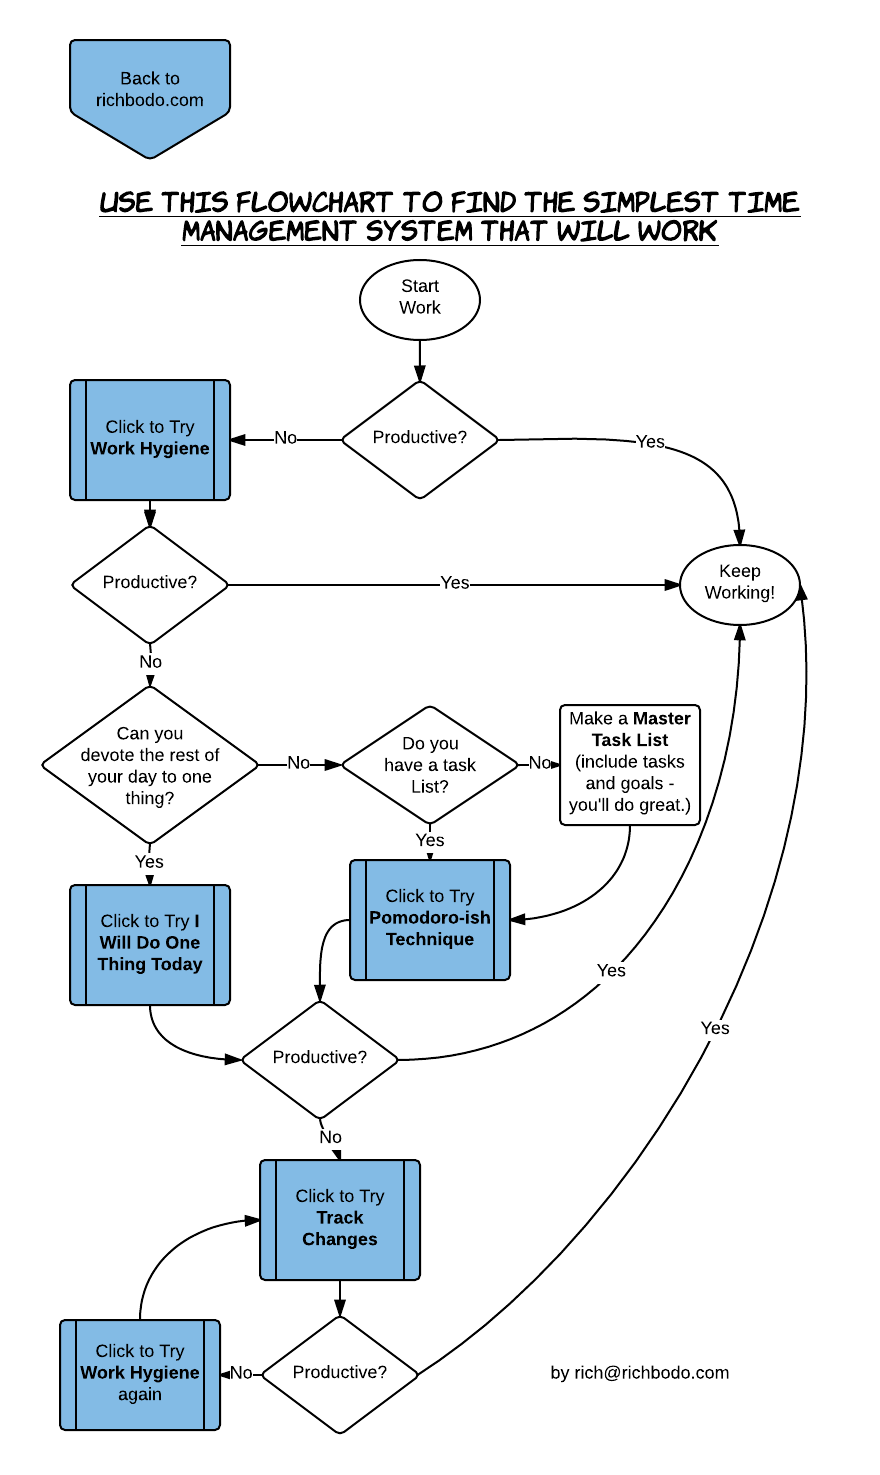 Back to
richbodo.com
USE THIS FLOWCHART TO FIND THE SIMPLEST TIME
MANAGEMENT SYSTEM THAT WILL WORK
Start
Work
Click to Try
Work Hygiene
No
Productive?
Yes
Productive?
Yes
Keep
Working!
No
Can you
devote the rest of
your day to one
thing?
No
Do you
have a task
List?
No
Make a Master
Task List
(include tasks
and goals -
you'll do great.)
Yes
Yes
Click to Try I
Will Do One
Thing Today
Click to Try
Pomodoro-ish
Technique
Yes
Productive?
Yes
No
Click to Try
Track
Changes
Click to Try
Work Hygiene
again
No
Productive?
by rich@richbodo.com